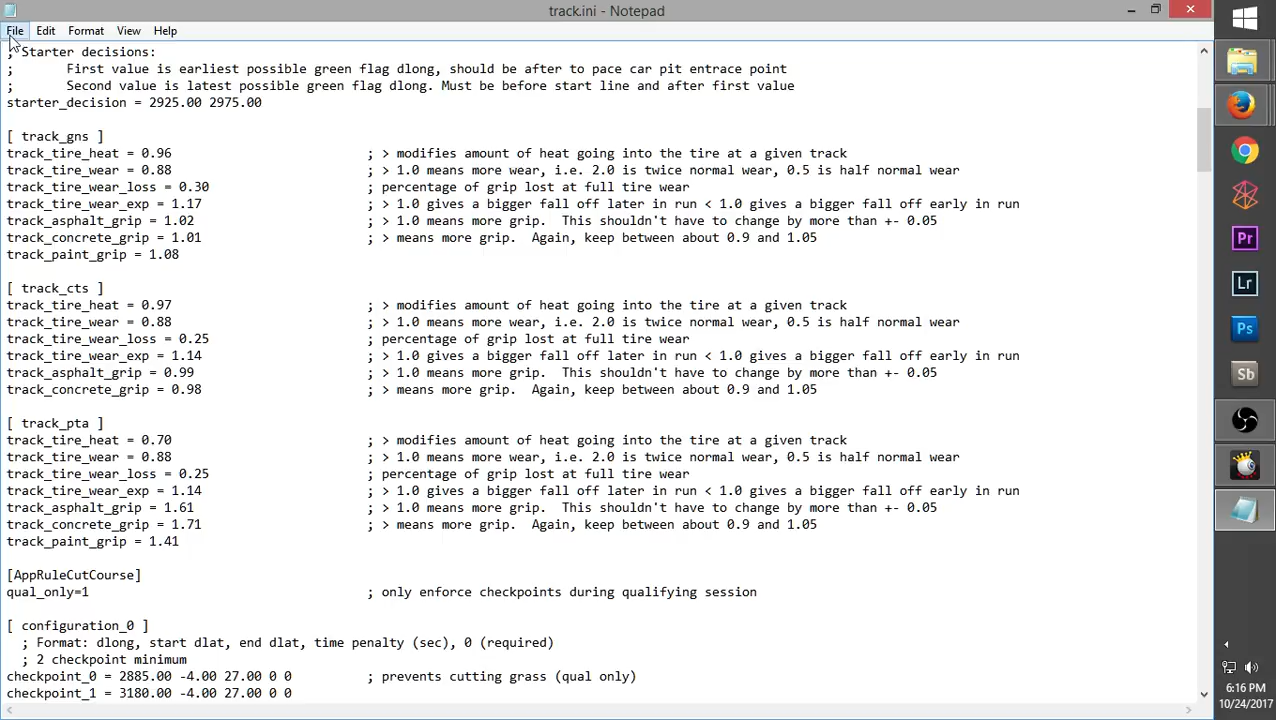 track.ini - Notepad
File Edit Format View Help
; Starter decisions:
;       First value is earliest possible green flag dlong, should be after to pace car pit entrace point
;       Second value is latest possible green flag dlong. Must be before start line and after first value
starter_decision = 2925.00 2975.00
[ track_gns ]
track_tire_heat = 0.96                          ; > modifies amount of heat going into the tire at a given track
track_tire_wear = 0.88                          ; > 1.0 means more wear, i.e. 2.0 is twice normal wear, 0.5 is half normal wear
track_tire_wear_loss = 0.30                     ; percentage of grip lost at full tire wear
track_tire_wear_exp = 1.17                      ; > 1.0 gives a bigger fall off later in run < 1.0 gives a bigger fall off early in run
track_asphalt_grip = 1.02                       ; > 1.0 means more grip.  This shouldn't have to change by more than +- 0.05
track_concrete_grip = 1.01                      ; > means more grip.  Again, keep between about 0.9 and 1.05
track_paint_grip = 1.08
[ track_cts ]
track_tire_heat = 0.97                          ; > modifies amount of heat going into the tire at a given track
track_tire_wear = 0.88                          ; > 1.0 means more wear, i.e. 2.0 is twice normal wear, 0.5 is half normal wear
track_tire_wear_loss = 0.25                     ; percentage of grip lost at full tire wear
track_tire_wear_exp = 1.14                      ; > 1.0 gives a bigger fall off later in run < 1.0 gives a bigger fall off early in run
track_asphalt_grip = 0.99                       ; > 1.0 means more grip.  This shouldn't have to change by more than +- 0.05
track_concrete_grip = 0.98                      ; > means more grip.  Again, keep between about 0.9 and 1.05
[ track_pta ]
track_tire_heat = 0.70                          ; > modifies amount of heat going into the tire at a given track
track_tire_wear = 0.88                          ; > 1.0 means more wear, i.e. 2.0 is twice normal wear, 0.5 is half normal wear
track_tire_wear_loss = 0.25                     ; percentage of grip lost at full tire wear
track_tire_wear_exp = 1.14                      ; > 1.0 gives a bigger fall off later in run < 1.0 gives a bigger fall off early in run
track_asphalt_grip = 1.61                       ; > 1.0 means more grip.  This shouldn't have to change by more than +- 0.05
track_concrete_grip = 1.71                      ; > means more grip.  Again, keep between about 0.9 and 1.05
track_paint_grip = 1.41
[AppRuleCutCourse]
qual_only=1                                     ; only enforce checkpoints during qualifying session
[ configuration_0 ]
  ; Format: dlong, start dlat, end dlat, time penalty (sec), 0 (required)
  ; 2 checkpoint minimum
checkpoint_0 = 2885.00 -4.00 27.00 0 0          ; prevents cutting grass (qual only)
checkpoint_1 = 3180.00 -4.00 27.00 0 0
Pr
Lr
Ps
Sb
6:16 PM
10/24/2017